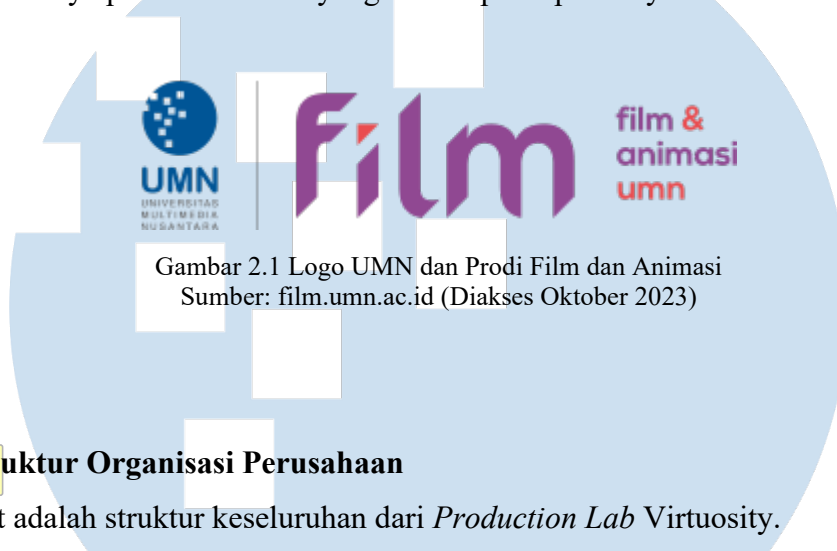 UMN
UNIVERSITAS
MULTIMEDIA
NUSANTARA
film
film &
animasi
umn
Gambar 2.1 Logo UMN dan Prodi Film dan Animasi
Sumber: film.umn.ac.id (Diakses Oktober 2023)
uktur Organisasi Perusahaan
t adalah struktur keseluruhan dari Production Lab Virtuosity.